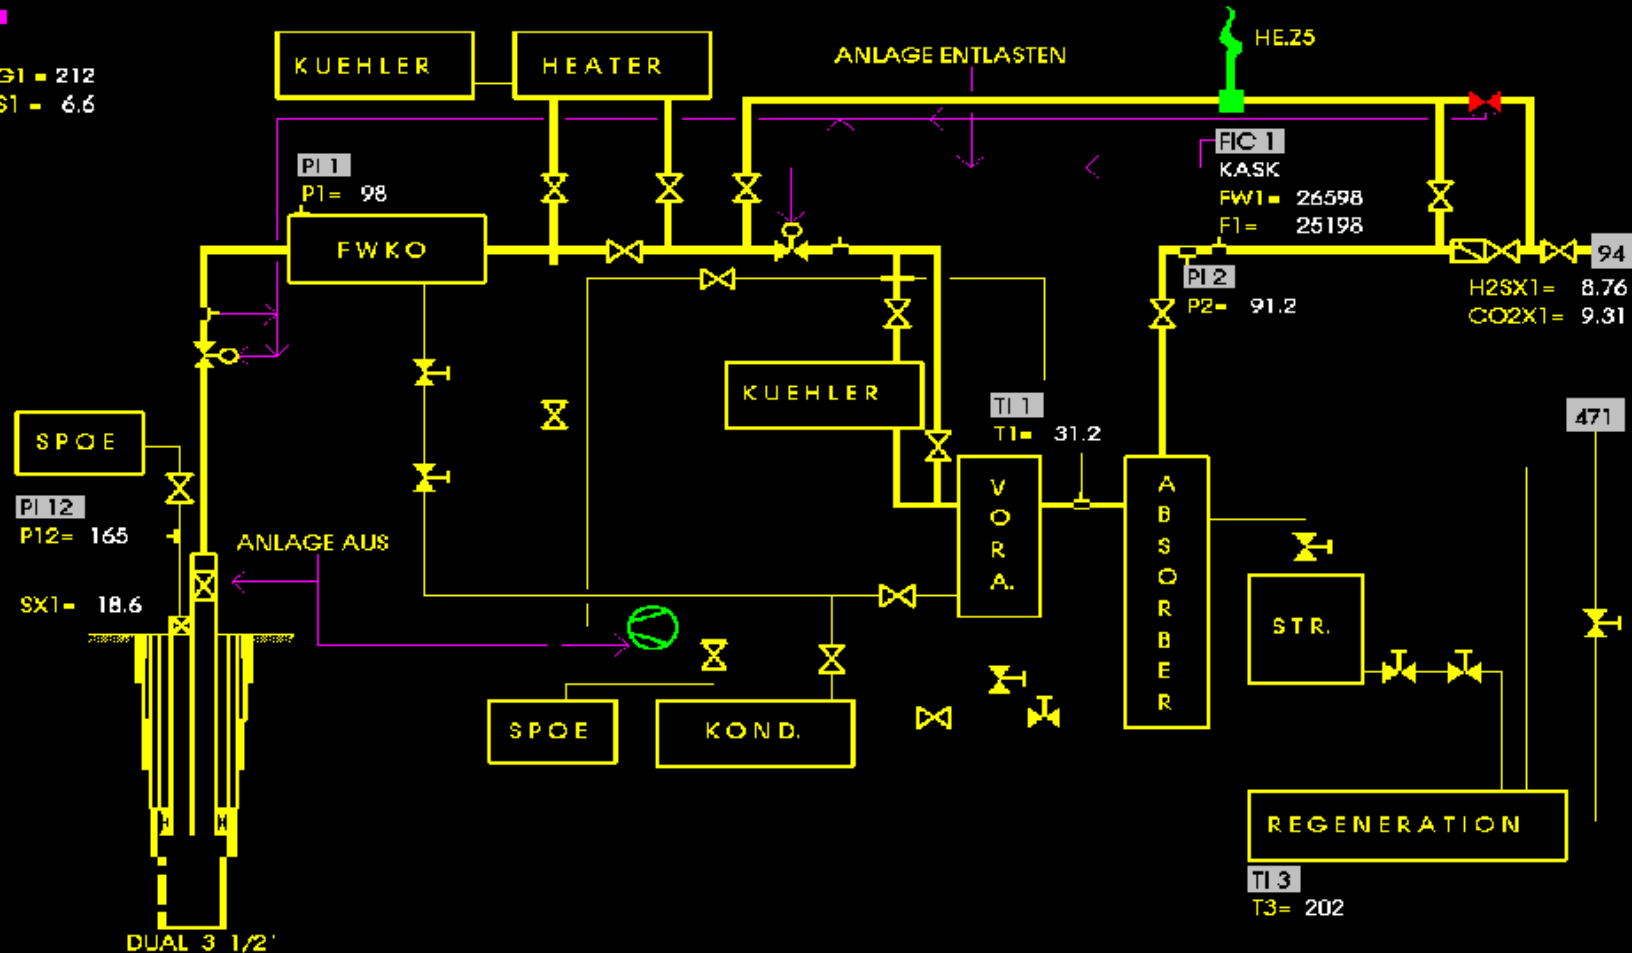 HE.Z5
ANLAGE ENTLASTEN
KUEHLER
HEATER
G1 = 212
S1 = 6.6
FIC 1
KASK
FW1= 26598
F1= 25198
PI 1
P1= 98
FWKO
94
PI 2
P2= 91.2
H2SX1= 8.76
CO2X1= 9.31
KUEHLER
TI 1
T1= 31.2
471
SPOE
PI 12
P12= 165
VORA.
ABSORBER
ANLAGE AUS
SX1= 18.6
STR.
SPOE
KOND.
REGENERATION
TI 3
T3= 202
H H
DUAL 3 1/2'